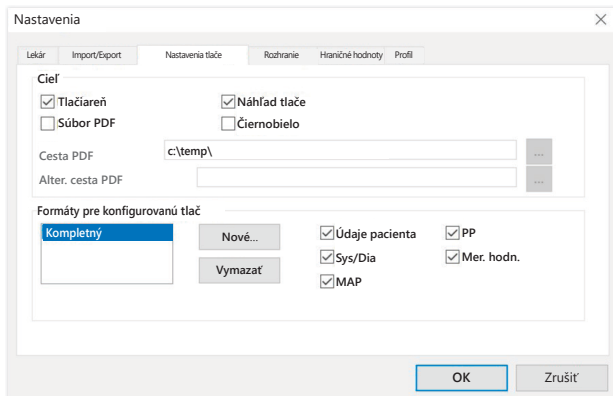 Nastavenia
Lekár Import/Export Nastavenia tlače Rozhranie Hraničné hodnoty Profil
Cieľ
Tlačiareň Náhľad tlače
Súbor PDF Čiernobielo
Cesta PDF c:\temp\ ...
Alter. cesta PDF ...
Formáty pre konfigurovanú tlač
Kompletný Nové... Údaje pacienta PP
Vymazať Sys/Dia Mer. hodn.
MAP
OK Zrušiť